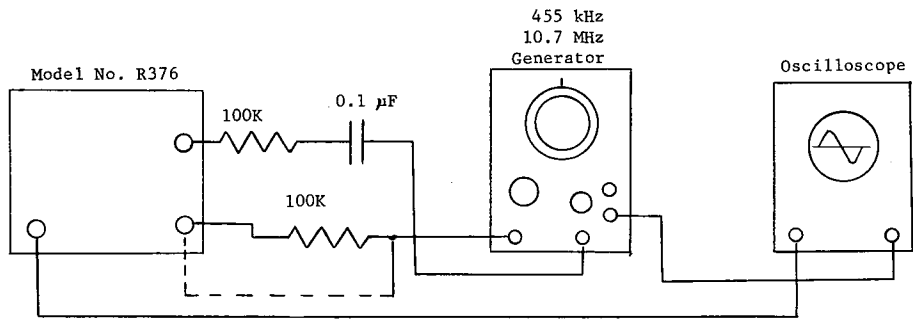 455 kHz
10.7 MHz
Generator
Model No. R376
Oscilloscope
100K
0.1 μF
100K